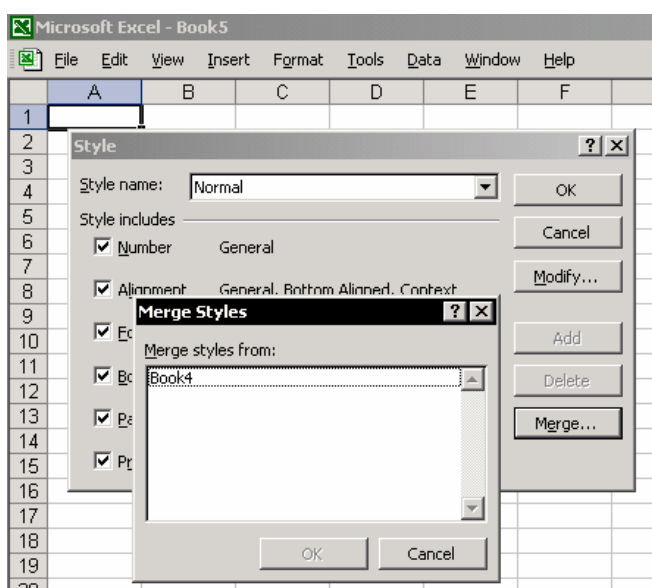 Microsoft Excel - Book5
File Edit View Insert Format Tools Data Window Help
A B C D E F
1
2
Style ? ×
3
Style name: Normal
4
OK
5
Style includes
6
Number General
Cancel
7
Modify...
8
Alignment General, Bottom Aligned, Context
9
Merge Styles ? ×
10
Add
Merge styles from:
11
Book4
12
Delete
13
Merge...
14
15
16
17
18
OK Cancel
19